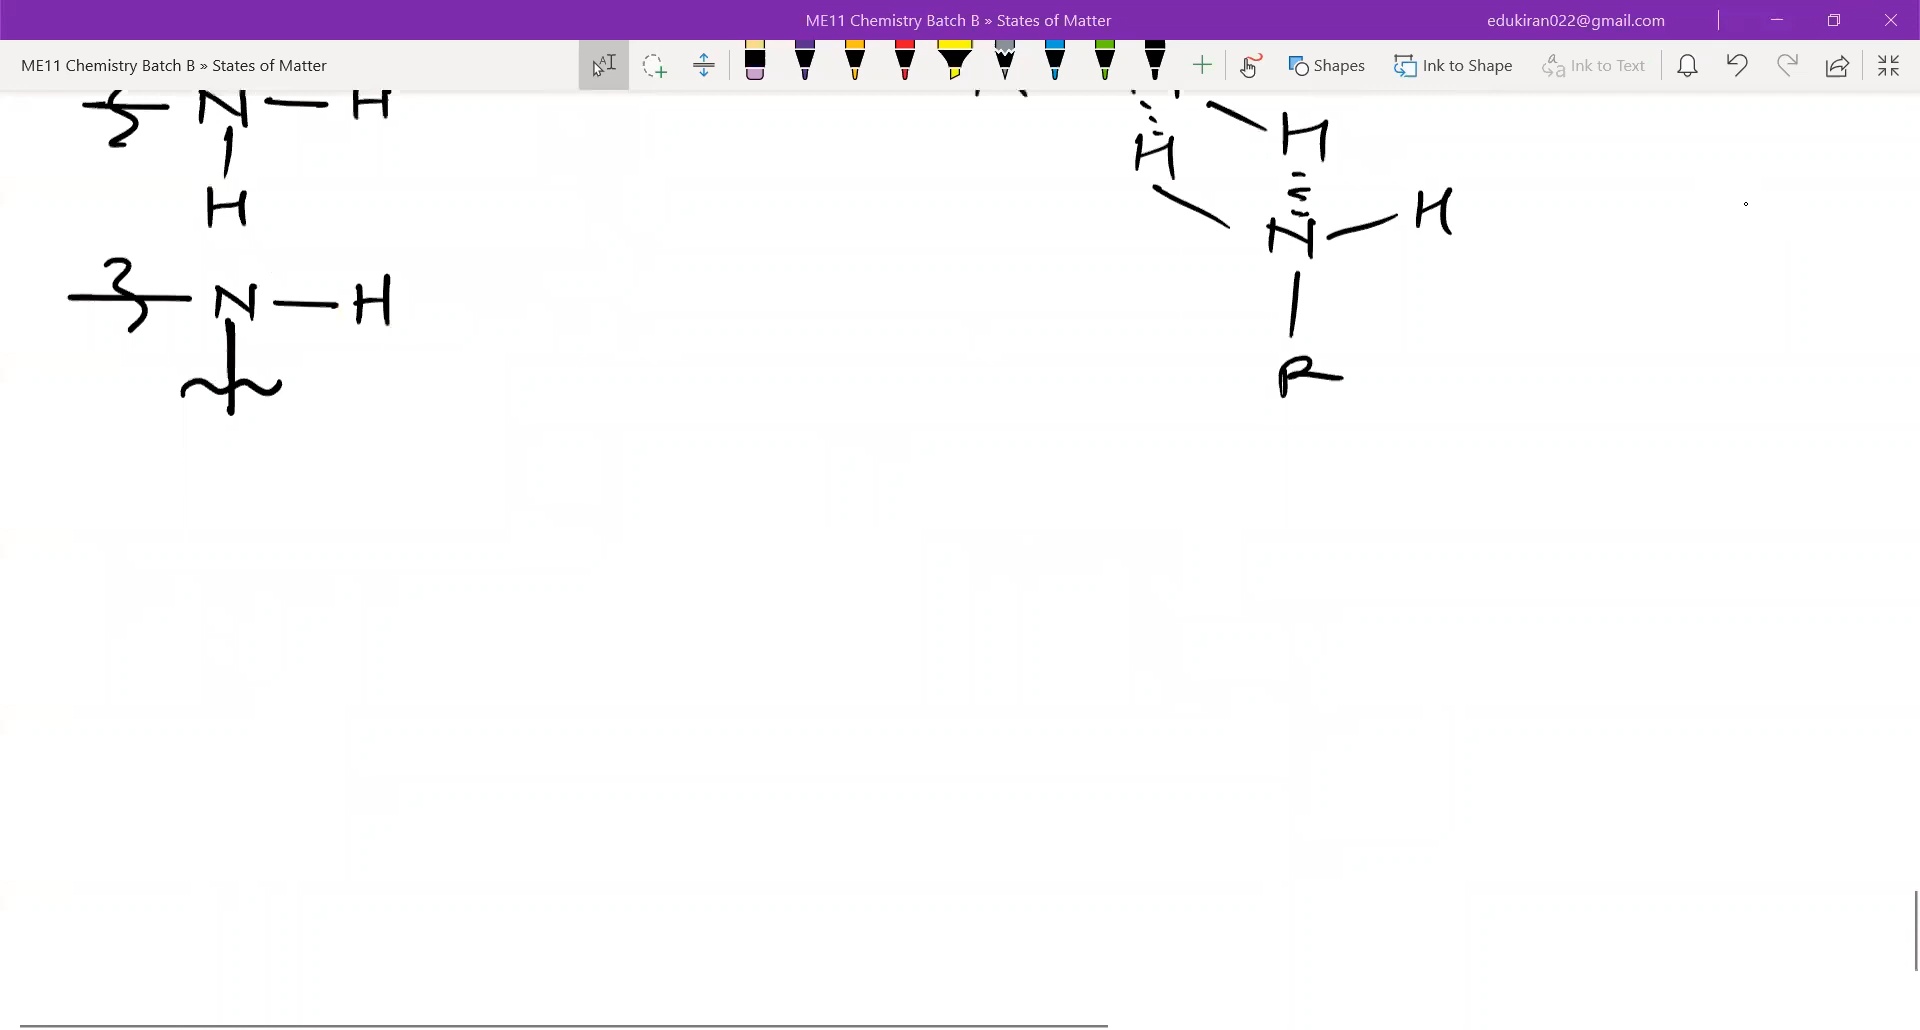 ME11 Chemistry Batch B » States of Matter
edukiran022@gmail.com
ME11 Chemistry Batch B » States of Matter
Shapes
Ink to Shape
Ink to Text
N — H
H
N — H
H
H
N — H
R